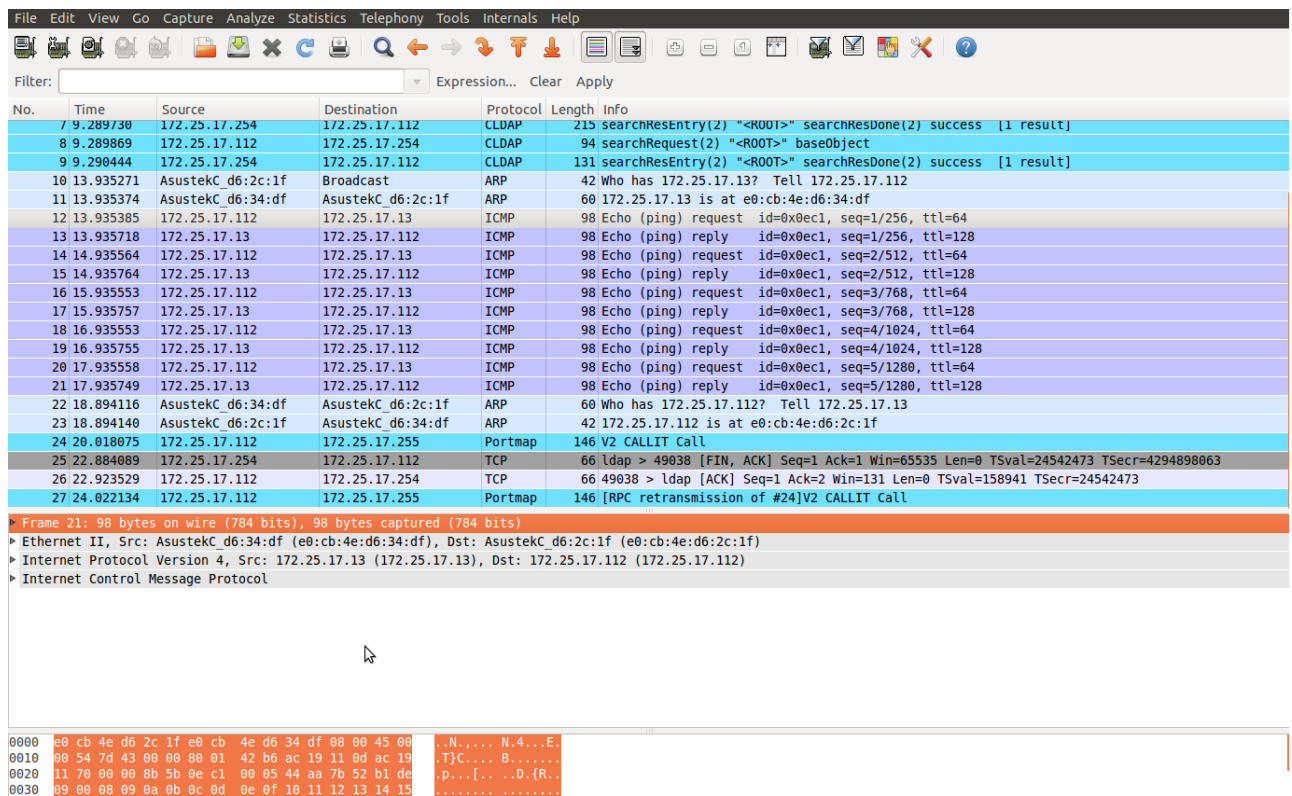 File Edit View Go Capture Analyze Statistics Telephony Tools Internals Help
Filter: Expression... Clear Apply
No. Time Source Destination Protocol Length Info
7 9.289730 172.25.17.254 172.25.17.112 CLDAP 215 searchResEntry(2) "<ROOT>" searchResDone(2) success [1 result]
8 9.289869 172.25.17.112 172.25.17.254 CLDAP 94 searchRequest(2) "<ROOT>" baseObject
9 9.290444 172.25.17.254 172.25.17.112 CLDAP 131 searchResEntry(2) "<ROOT>" searchResDone(2) success [1 result]
10 13.935271 AsustekC_d6:2c:1f Broadcast ARP 42 Who has 172.25.17.13? Tell 172.25.17.112
11 13.935374 AsustekC_d6:34:df AsustekC_d6:2c:1f ARP 60 172.25.17.13 is at e0:cb:4e:d6:34:df
12 13.935385 172.25.17.112 172.25.17.13 ICMP 98 Echo (ping) request id=0x0ec1, seq=1/256, ttl=64
13 13.935718 172.25.17.13 172.25.17.112 ICMP 98 Echo (ping) reply id=0x0ec1, seq=1/256, ttl=128
14 14.935564 172.25.17.112 172.25.17.13 ICMP 98 Echo (ping) request id=0x0ec1, seq=2/512, ttl=64
15 14.935764 172.25.17.13 172.25.17.112 ICMP 98 Echo (ping) reply id=0x0ec1, seq=2/512, ttl=128
16 15.935553 172.25.17.112 172.25.17.13 ICMP 98 Echo (ping) request id=0x0ec1, seq=3/768, ttl=64
17 15.935757 172.25.17.13 172.25.17.112 ICMP 98 Echo (ping) reply id=0x0ec1, seq=3/768, ttl=128
18 16.935553 172.25.17.112 172.25.17.13 ICMP 98 Echo (ping) request id=0x0ec1, seq=4/1024, ttl=64
19 16.935755 172.25.17.13 172.25.17.112 ICMP 98 Echo (ping) reply id=0x0ec1, seq=4/1024, ttl=128
20 17.935558 172.25.17.112 172.25.17.13 ICMP 98 Echo (ping) request id=0x0ec1, seq=5/1280, ttl=64
21 17.935749 172.25.17.13 172.25.17.112 ICMP 98 Echo (ping) reply id=0x0ec1, seq=5/1280, ttl=128
22 18.894116 AsustekC_d6:34:df AsustekC_d6:2c:1f ARP 60 Who has 172.25.17.112? Tell 172.25.17.13
23 18.894140 AsustekC_d6:2c:1f AsustekC_d6:34:df ARP 42 172.25.17.112 is at e0:cb:4e:d6:2c:1f
24 20.018075 172.25.17.112 172.25.17.255 Portmap 146 V2 CALLIT Call
25 22.884089 172.25.17.254 172.25.17.112 TCP 66 ldap > 49038 [FIN, ACK] Seq=1 Ack=1 Win=65535 Len=0 TSval=24542473 TSecr=4294898063
26 22.923529 172.25.17.112 172.25.17.254 TCP 66 49038 > ldap [ACK] Seq=1 Ack=2 Win=131 Len=0 TSval=158941 TSecr=24542473
27 24.022134 172.25.17.112 172.25.17.255 Portmap 146 [RPC retransmission of #24]V2 CALLIT Call
Frame 21: 98 bytes on wire (784 bits), 98 bytes captured (784 bits)
Ethernet II, Src: AsustekC_d6:34:df (e0:cb:4e:d6:34:df), Dst: AsustekC_d6:2c:1f (e0:cb:4e:d6:2c:1f)
Internet Protocol Version 4, Src: 172.25.17.13 (172.25.17.13), Dst: 172.25.17.112 (172.25.17.112)
Internet Control Message Protocol
0000 e0 cb 4e d6 2c 1f e0 cb 4e d6 34 df 08 00 45 00 ..N.,... N.4...E.
0010 00 54 7d 43 00 00 80 01 42 b6 ac 19 11 0d ac 19 .T}C.... B.......
0020 11 70 00 00 8b 5b 0e c1 00 05 44 aa 7b 52 b1 de .p...[.. ..D.{R..
0030 09 00 08 09 0a 0b 0c 0d 0e 0f 10 11 12 13 14 15 ........ ........